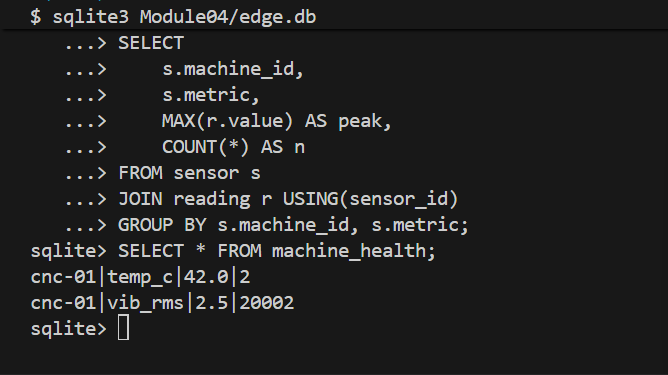 $ sqlite3 Module04/edge.db
...> SELECT
...> s.machine_id,
...> s.metric,
...> MAX(r.value) AS peak,
...> COUNT(*) AS n
...> FROM sensor s
...> JOIN reading r USING(sensor_id)
...> GROUP BY s.machine_id, s.metric;
sqlite> SELECT * FROM machine_health;
cnc-01|temp_c|42.0|2
cnc-01|vib_rms|2.5|20002
sqlite>